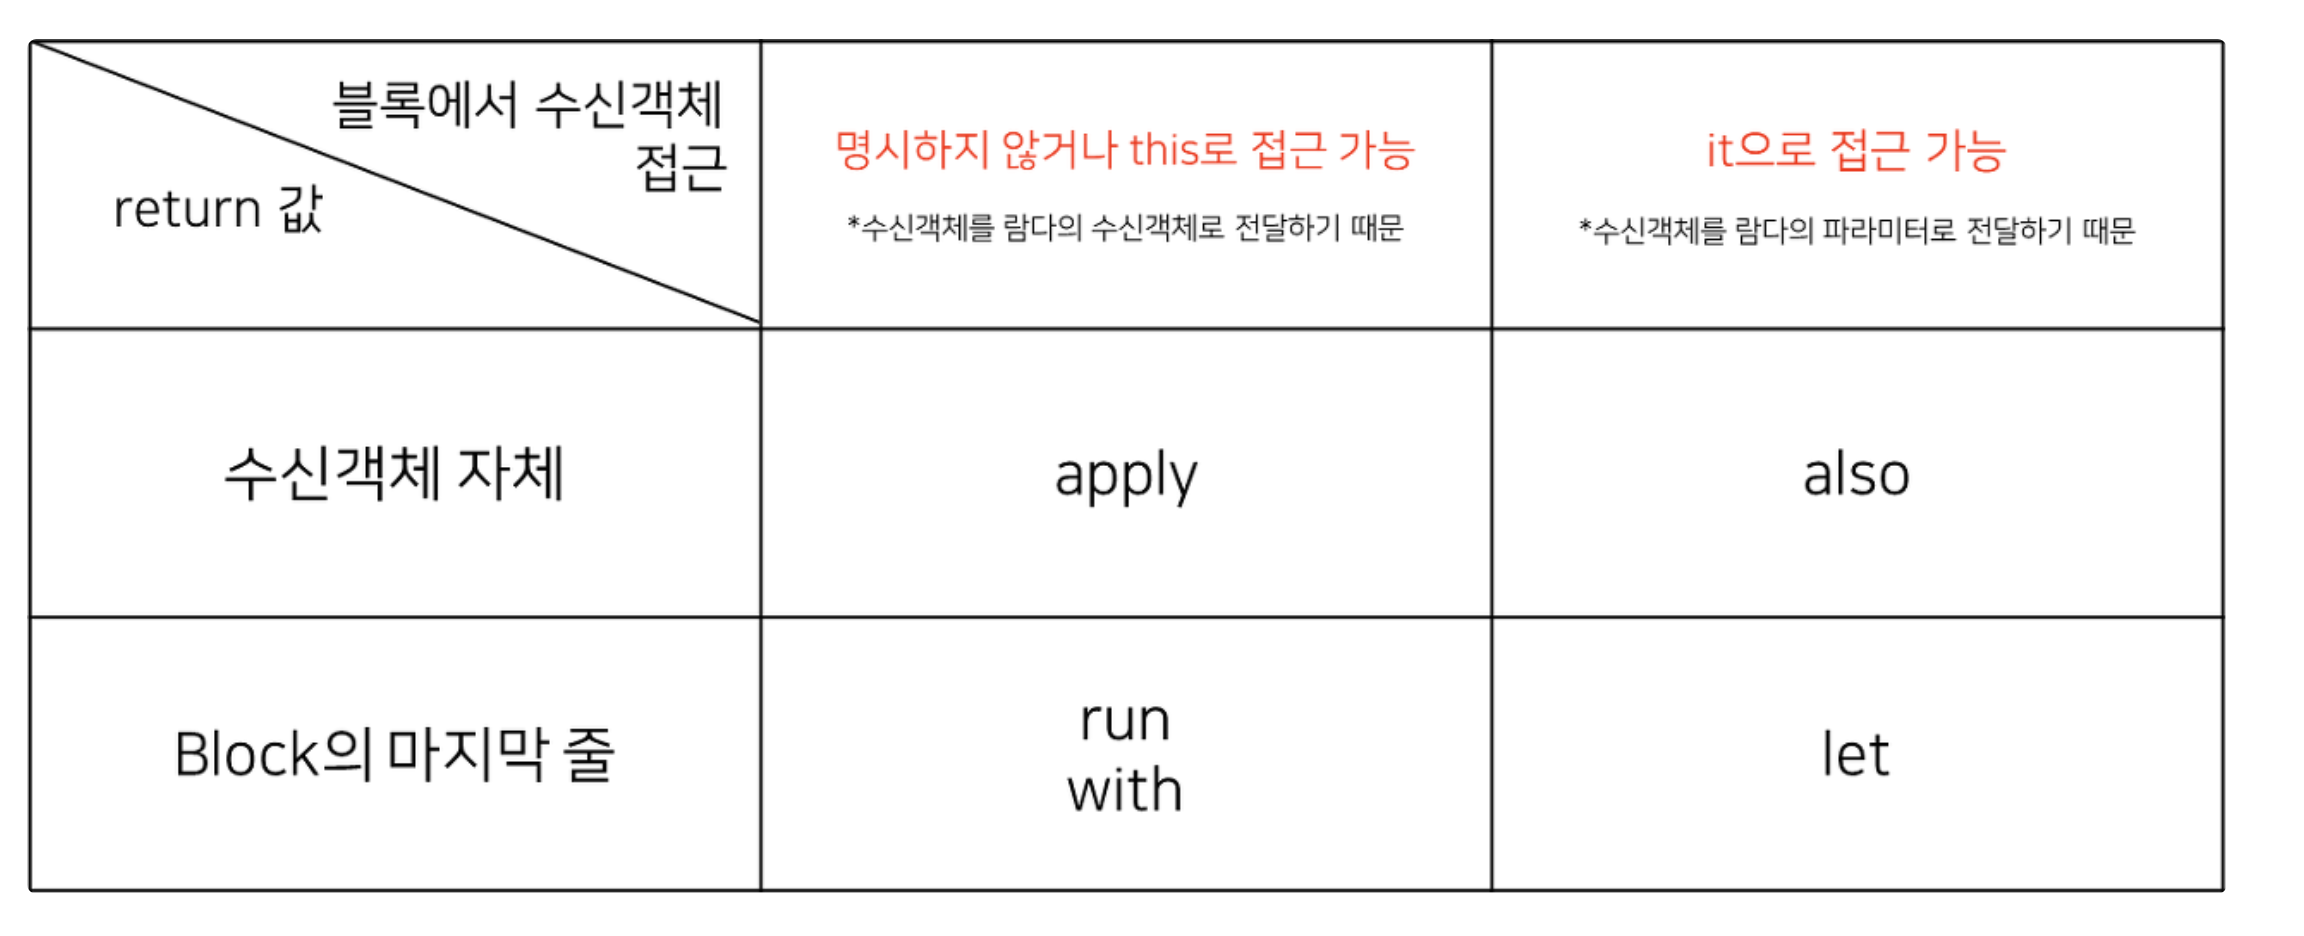 블록에서 수신객체
접근
return 값
명시하지 않거나 this로 접근 가능
*수신객체를 람다의 수신객체로 전달하기 때문
it으로 접근 가능
*수신객체를 람다의 파라미터로 전달하기 때문
수신객체 자체
apply
also
Block의 마지막 줄
run
with
let